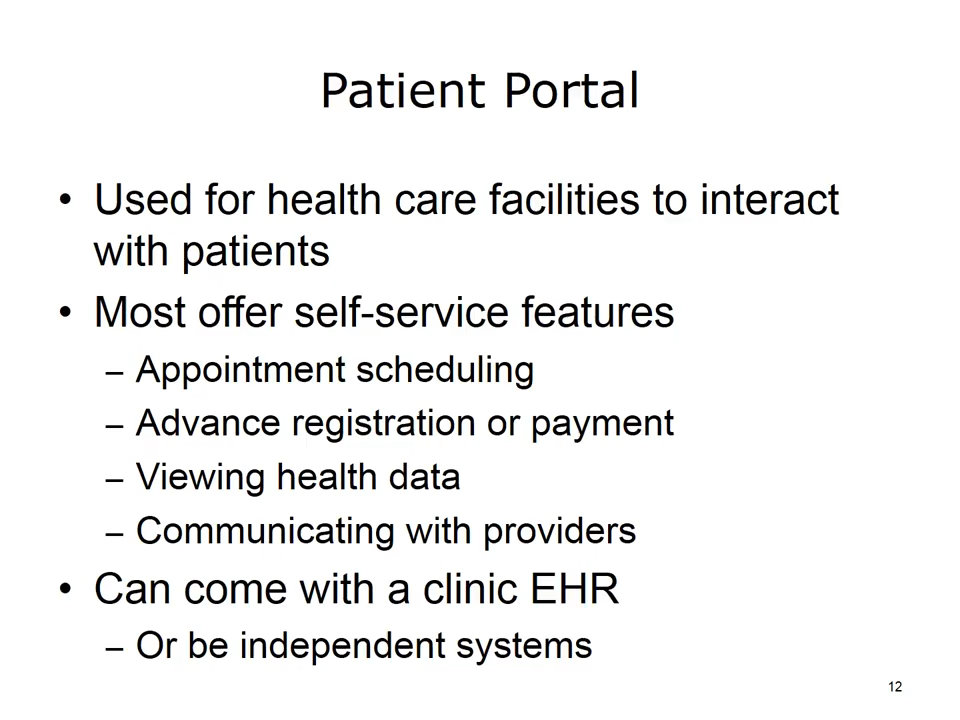 Patient Portal
• Used for health care facilities to interact
with patients
• Most offer self-service features
– Appointment scheduling
– Advance registration or payment
– Viewing health data
– Communicating with providers
• Can come with a clinic EHR
– Or be independent systems
12